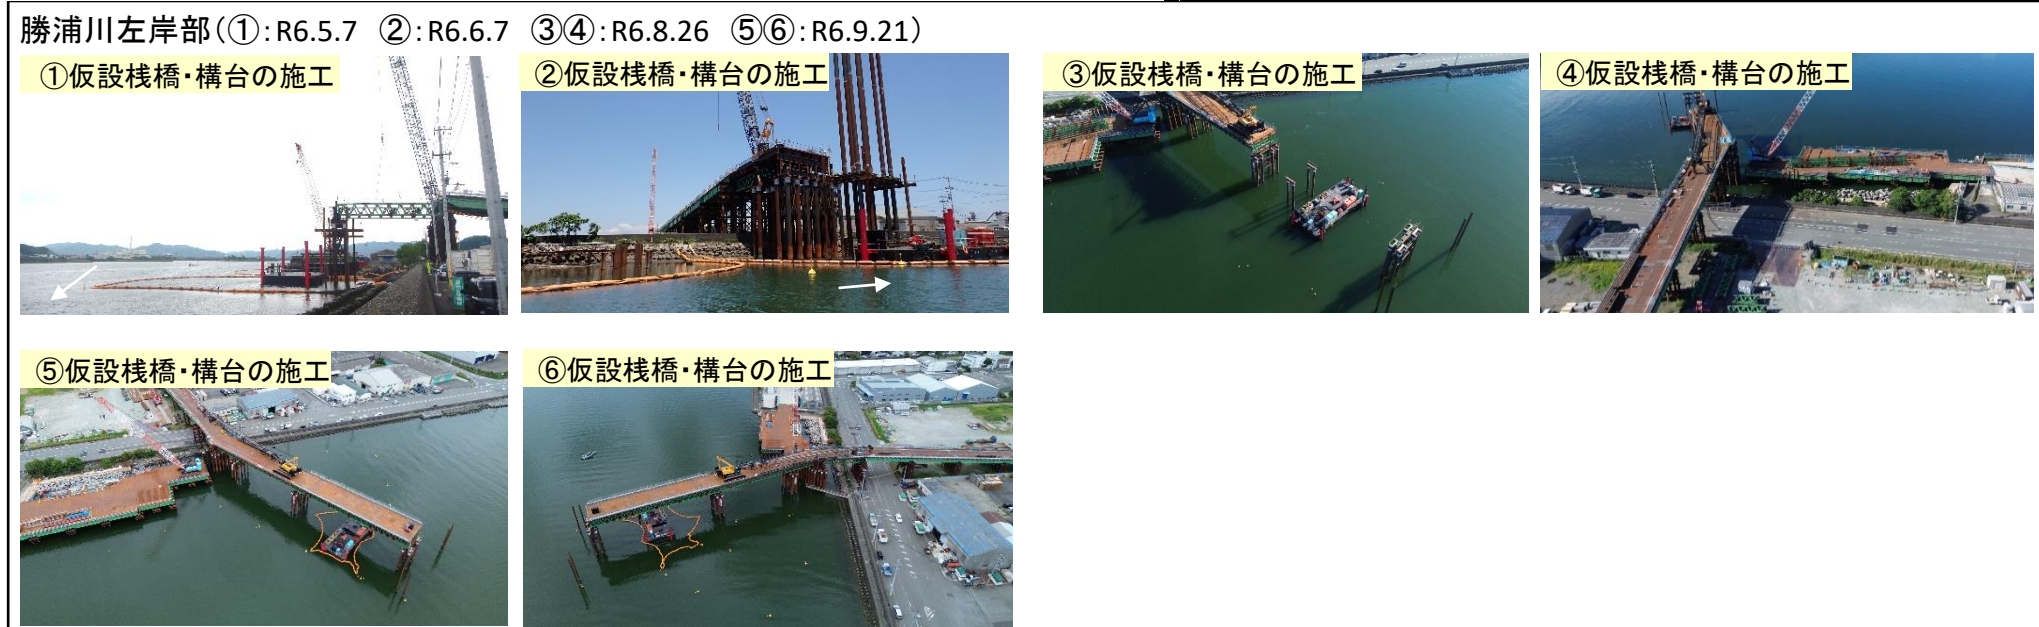 勝浦川左岸部(①:R6.5.7 ②:R6.6.7 ③④:R6.8.26 ⑤⑥:R6.9.21)
①仮設桟橋・構台の施工
②仮設桟橋・構台の施工
③仮設桟橋・構台の施工
④仮設桟橋・構台の施工
⑤仮設桟橋・構台の施工
⑥仮設桟橋・構台の施工